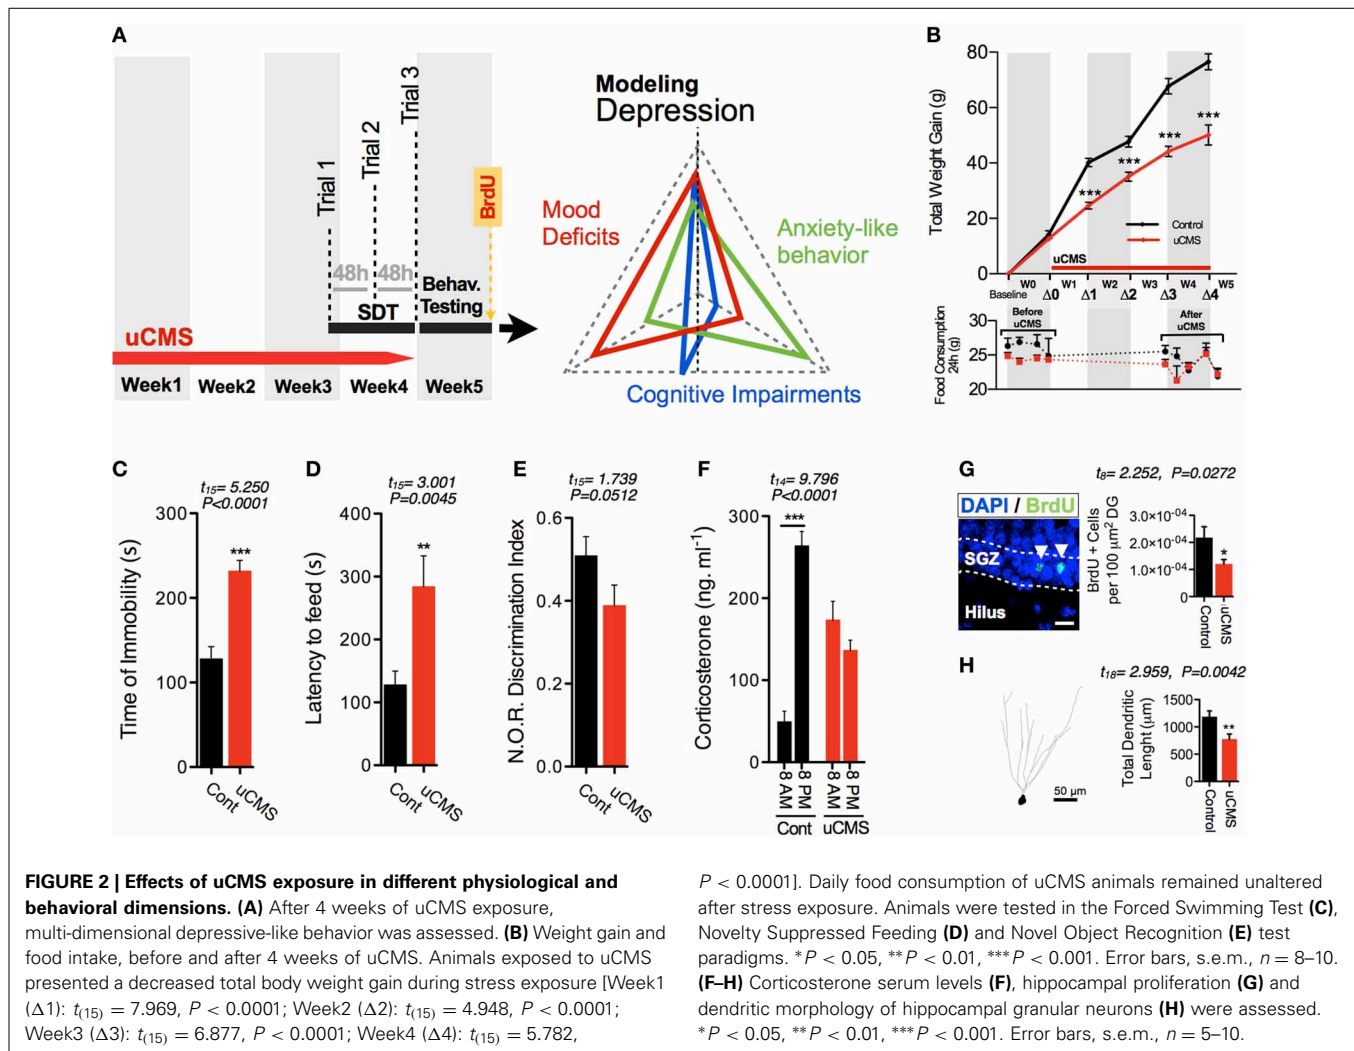 A
Trial 1
Trial 2
Trial 3
48h
48h
SDT
Behav.
Testing
BrdU
uCMS
Week1
Week2
Week3
Week4
Week5
Modeling
Depression
Mood
Deficits
Anxiety-like
behavior
Cognitive Impairments
B
Total Weight Gain (g)
80
60
40
20
0
***
***
***
***
Control
uCMS
uCMS
Baseline
W0
Δ0
W1
Δ1
W2
Δ2
W3
Δ3
W4
Δ4
W5
Food Consumption
24h (g)
30
25
20
Before
uCMS
After
uCMS
C
t15= 5.250
P<0.0001
Time of Immobility (s)
300
200
100
0
***
Cont
uCMS
D
t15= 3.001
P=0.0045
Latency to feed (s)
400
300
200
100
0
**
Cont
uCMS
E
t15= 1.739
P=0.0512
N.O.R. Discrimination Index
0.6
0.4
0.2
0.0
Cont
uCMS
F
t14= 9.796
P<0.0001
Corticosterone (ng. ml-1)
300
200
100
0
***
8 AM
8 PM
8 AM
8 PM
Cont
uCMS
G
t8= 2.252, P=0.0272
DAPI / BrdU
SGZ
Hilus
BrdU + Cells
per 100 μm2 DG
3.0×10-04
2.0×10-04
1.0×10-04
0
*
Control
uCMS
H
t18= 2.959, P=0.0042
50 μm
Total Dendritic
Lenght (μm)
1500
1000
500
0
**
Control
uCMS
FIGURE 2 | Effects of uCMS exposure in different physiological and
behavioral dimensions. (A) After 4 weeks of uCMS exposure,
multi-dimensional depressive-like behavior was assessed. (B) Weight gain and
food intake, before and after 4 weeks of uCMS. Animals exposed to uCMS
presented a decreased total body weight gain during stress exposure [Week1
(Δ1): t(15) = 7.969, P < 0.0001; Week2 (Δ2): t(15) = 4.948, P < 0.0001;
Week3 (Δ3): t(15) = 6.877, P < 0.0001; Week4 (Δ4): t(15) = 5.782,
P < 0.0001]. Daily food consumption of uCMS animals remained unaltered
after stress exposure. Animals were tested in the Forced Swimming Test (C),
Novelty Suppressed Feeding (D) and Novel Object Recognition (E) test
paradigms. *P < 0.05, **P < 0.01, ***P < 0.001. Error bars, s.e.m., n = 8–10.
(F–H) Corticosterone serum levels (F), hippocampal proliferation (G) and
dendritic morphology of hippocampal granular neurons (H) were assessed.
*P < 0.05, **P < 0.01, ***P < 0.001. Error bars, s.e.m., n = 5–10.